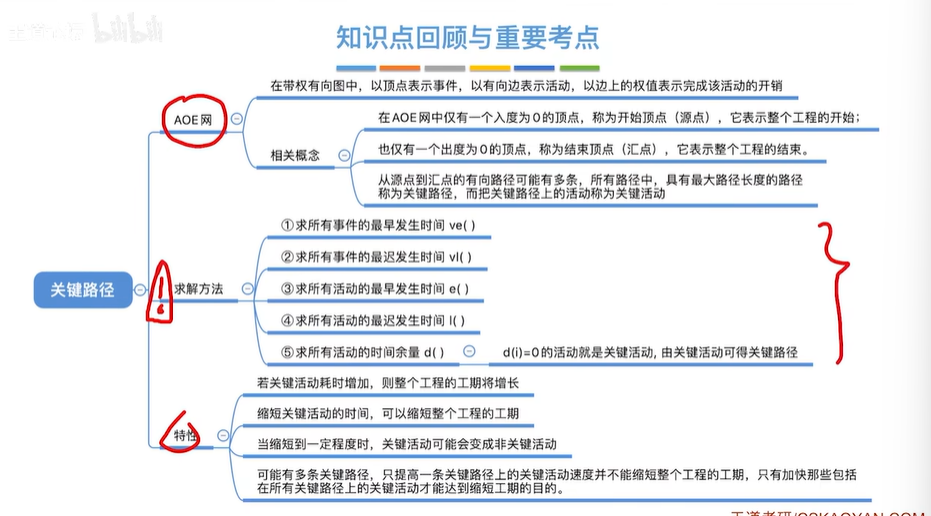 bilibili
知识点回顾与重要考点
在带权有向图中，以顶点表示事件，以有向边表示活动，以边上的权值表示完成该活动的开销
AOE网
在AOE网中仅有一个入度为0的顶点，称为开始顶点（源点），它表示整个工程的开始；
相关概念
也仅有一个出度为0的顶点，称为结束顶点（汇点），它表示整个工程的结束。
从源点到汇点的有向路径可能有多条，所有路径中，具有最大路径长度的路径
称为关键路径，而把关键路径上的活动称为关键活动
关键路径
求解方法
①求所有事件的最早发生时间 ve( )
②求所有事件的最迟发生时间 vl( )
③求所有活动的最早发生时间 e( )
④求所有活动的最迟发生时间 l( )
⑤求所有活动的时间余量 d( )
d(i)=0的活动就是关键活动, 由关键活动可得关键路径
特性
若关键活动耗时增加，则整个工程的工期将增长
缩短关键活动的时间，可以缩短整个工程的工期
当缩短到一定程度时，关键活动可能会变成非关键活动
可能有多条关键路径，只提高一条关键路径上的关键活动速度并不能缩短整个工程的工期，只有加快那些包括
在所有关键路径上的关键活动才能达到缩短工期的目的。